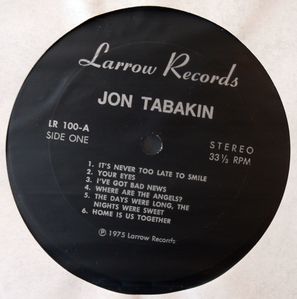 Larrow Records
JON TABAKIN
LR 100-A
SIDE ONE
STEREO
33⅓ RPM
1. IT'S NEVER TOO LATE TO SMILE
2. YOUR EYES
3. I'VE GOT BAD NEWS
4. WHERE ARE THE ANGELS?
5. THE DAYS WERE LONG, THE
NIGHTS WERE SWEET
6. HOME IS US TOGETHER
℗ 1975 Larrow Records